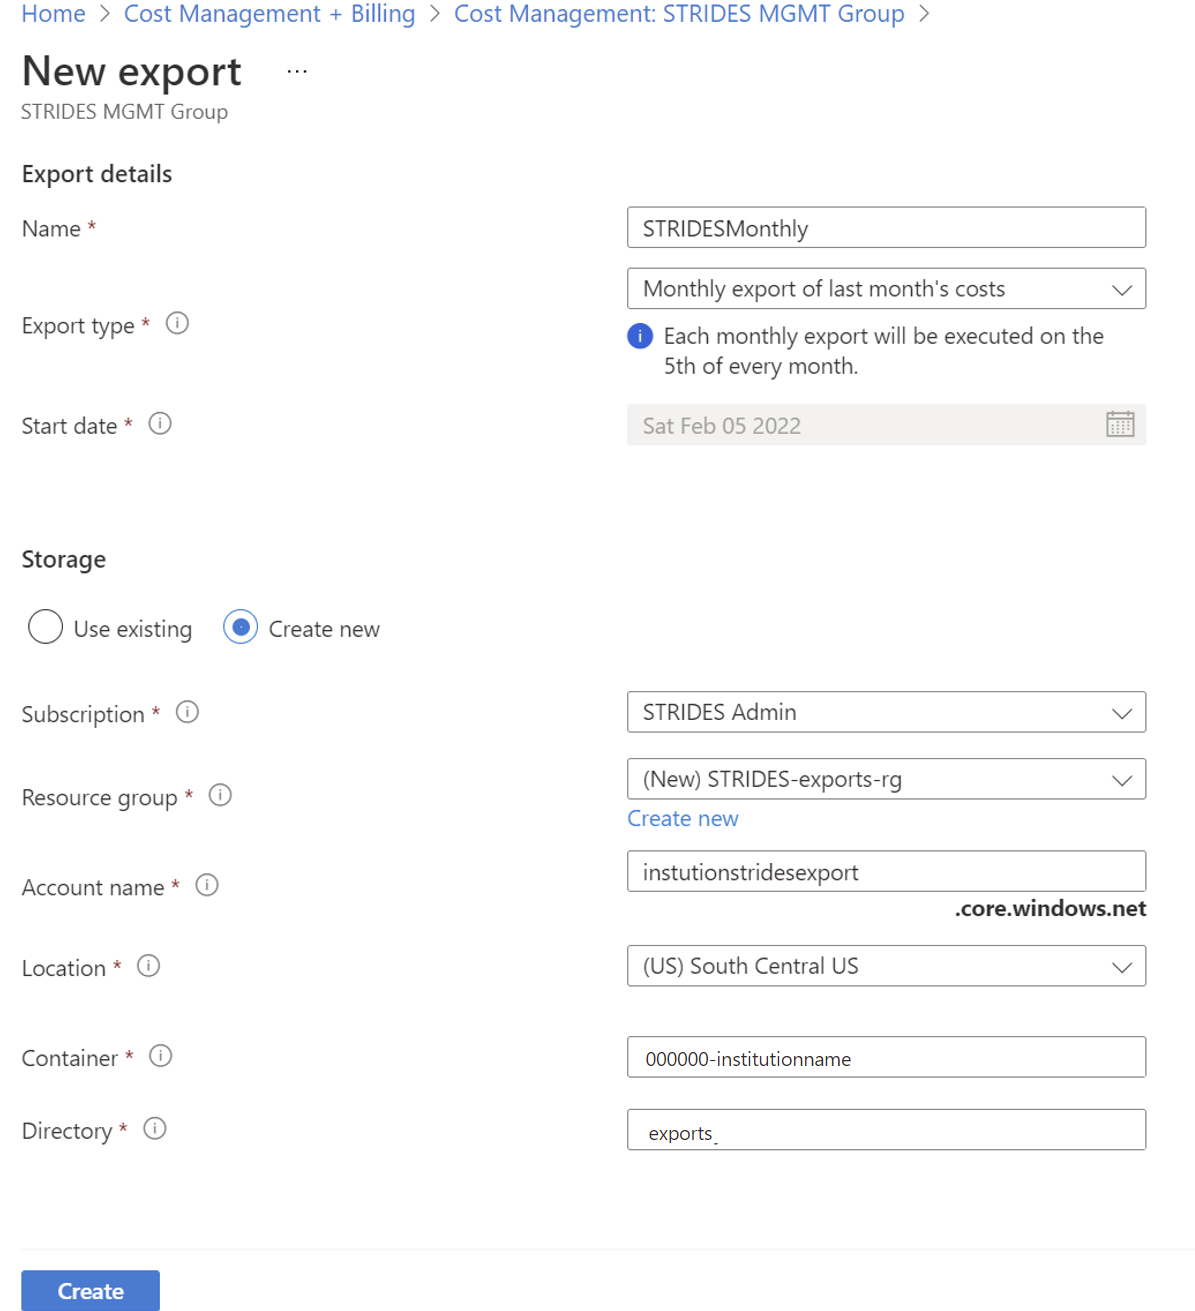 Home > Cost Management + Billing > Cost Management: STRIDES MGMT Group >
New export ...
STRIDES MGMT Group
Export details
Name *
STRIDESMonthly
Monthly export of last month's costs
Export type *
Each monthly export will be executed on the
5th of every month.
Start date *
Sat Feb 05 2022
Storage
Use existing
Create new
Subscription *
STRIDES Admin
Resource group *
(New) STRIDES-exports-rg
Create new
Account name *
instutionstridesexport
.core.windows.net
Location *
(US) South Central US
Container *
000000-institutionname
Directory *
exports
Create